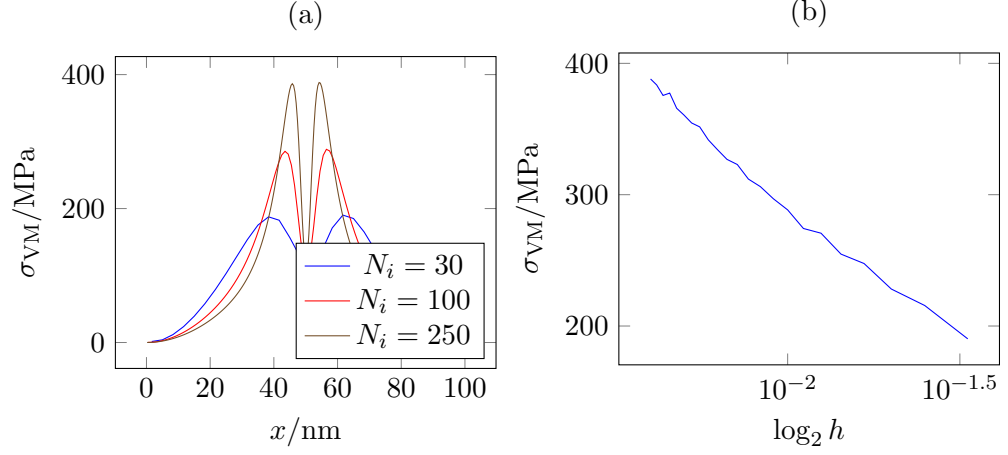 (a)
400
200
0
σVM/MPa
0 20 40 60 80 100
x/nm
Ni = 30
Ni = 100
Ni = 250
(b)
400
300
200
σVM/MPa
10^-2 10^-1.5
log2 h